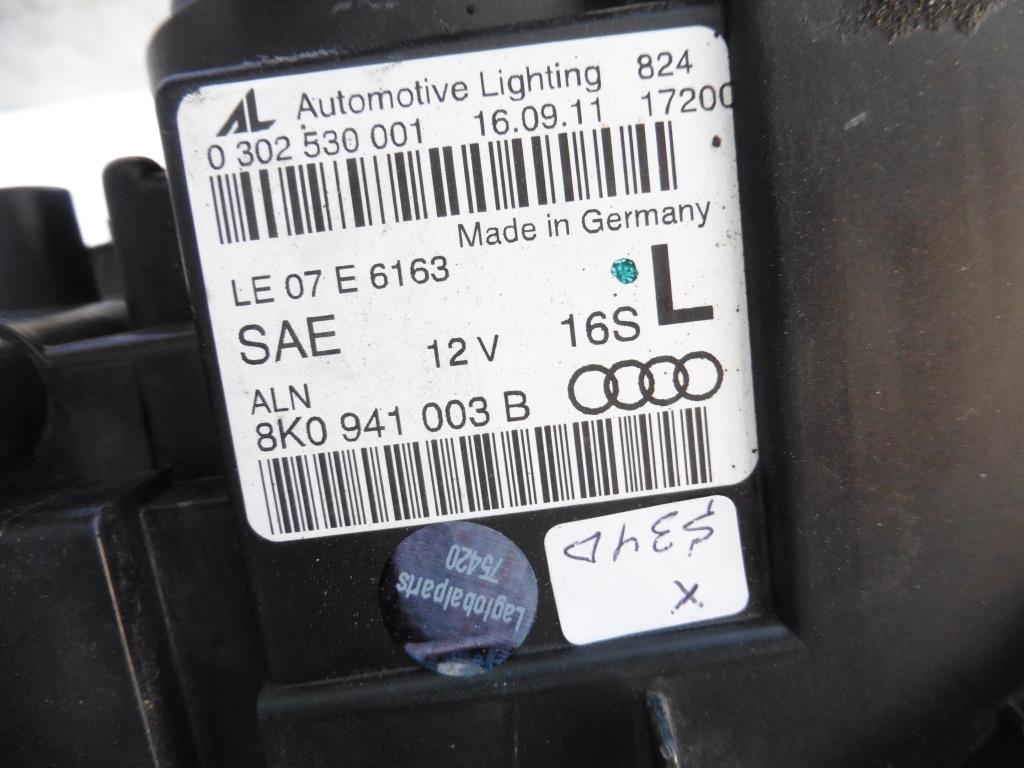 AL Automotive Lighting 824
0 302 530 001 16.09.11 17200
Made in Germany
LE 07 E 6163
L
SAE 12 V 16S
ALN
8K0 941 003 B
Laglobalparts
75420
X